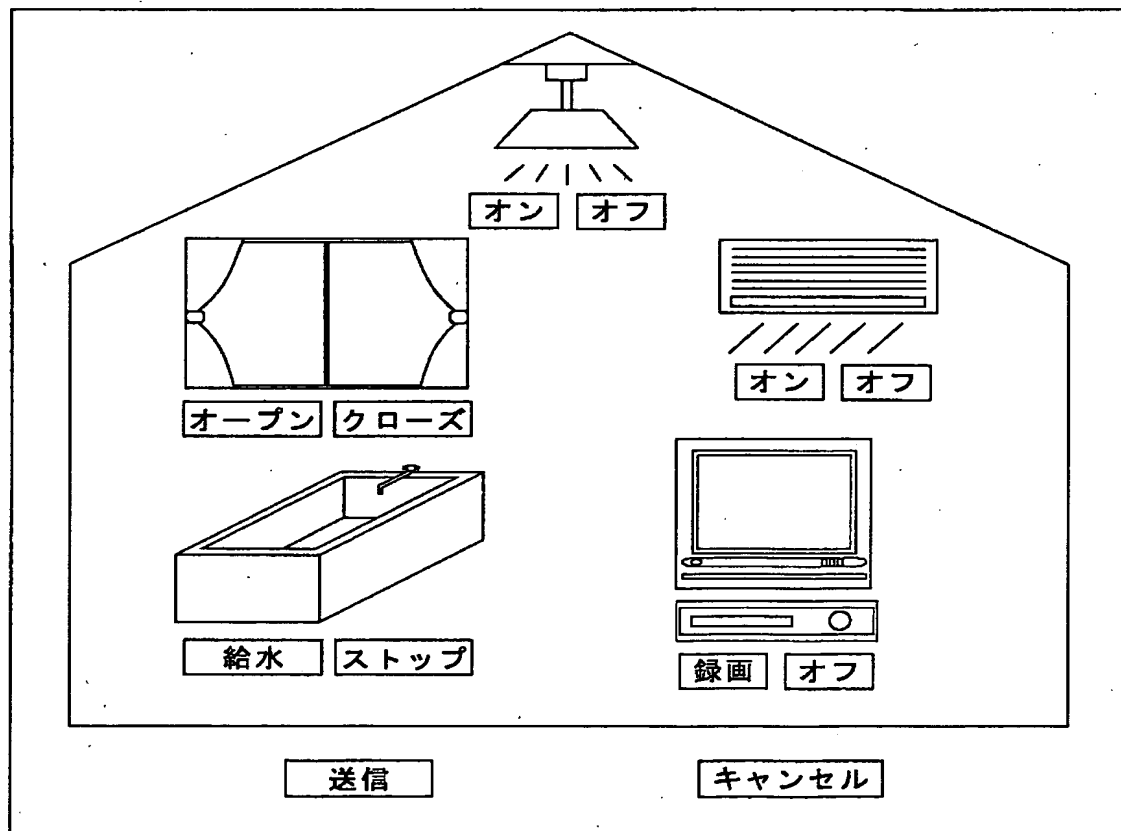 オン オフ
オン オフ
オープン クローズ
給水 ストップ
録画 オフ
送信 キャンセル